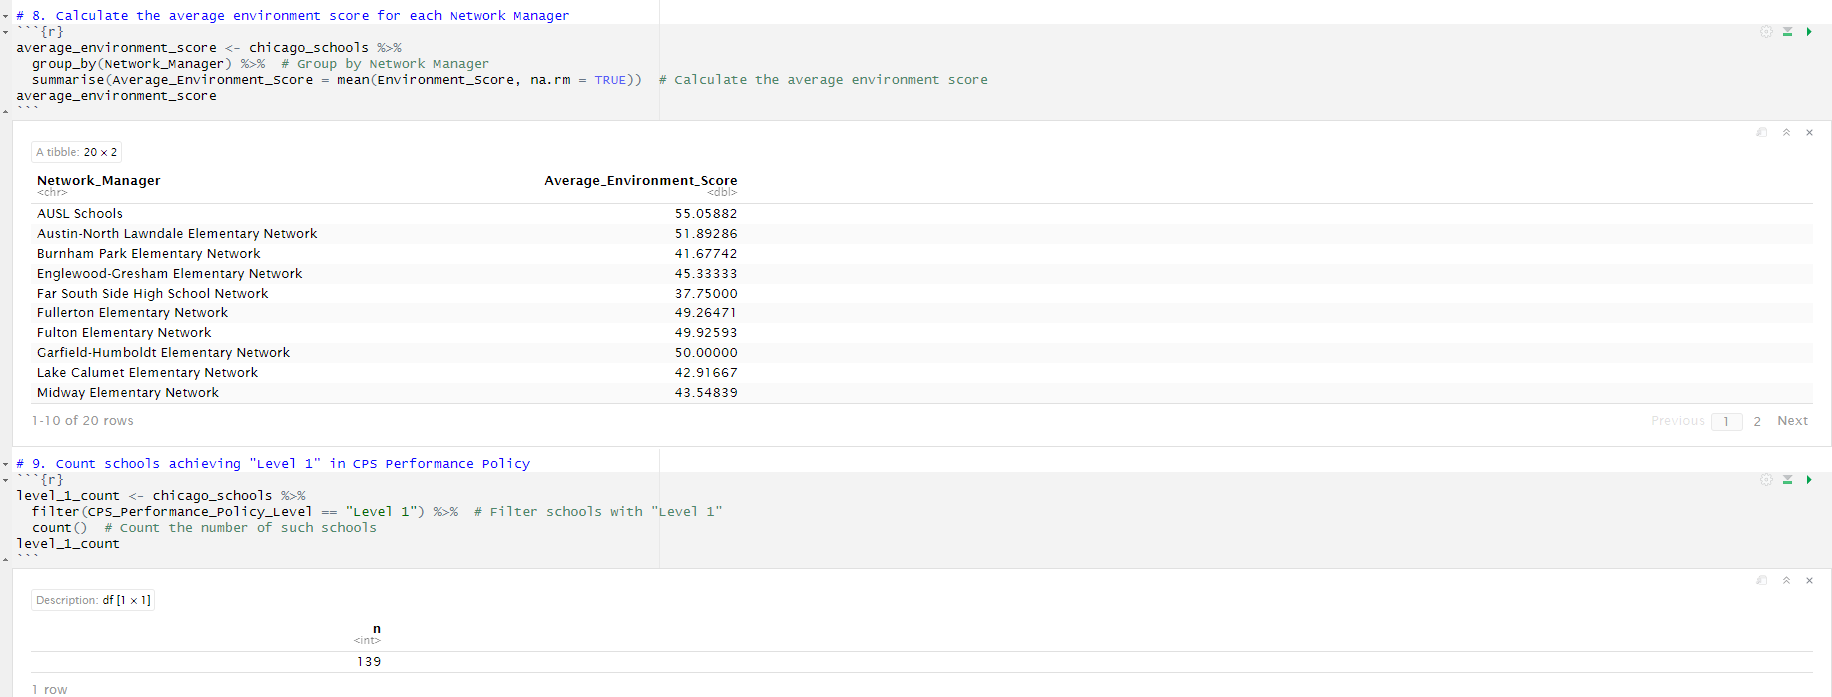 # 8. Calculate the average environment score for each Network Manager
```{r}
average_environment_score <- chicago_schools %>%
  group_by(Network_Manager) %>%  # Group by Network Manager
  summarise(Average_Environment_Score = mean(Environment_Score, na.rm = TRUE))  # Calculate the average environment score
average_environment_score
```
A tibble: 20 × 2
Network_Manager Average_Environment_Score
<chr> <dbl>
AUSL Schools 55.05882
Austin-North Lawndale Elementary Network 51.89286
Burnham Park Elementary Network 41.67742
Englewood-Gresham Elementary Network 45.33333
Far South Side High School Network 37.75000
Fullerton Elementary Network 49.26471
Fulton Elementary Network 49.92593
Garfield-Humboldt Elementary Network 50.00000
Lake Calumet Elementary Network 42.91667
Midway Elementary Network 43.54839
1-10 of 20 rows Previous 1 2 Next
# 9. Count schools achieving "Level 1" in CPS Performance Policy
```{r}
level_1_count <- chicago_schools %>%
  filter(CPS_Performance_Policy_Level == "Level 1") %>%  # Filter schools with "Level 1"
  count()  # Count the number of such schools
level_1_count
```
Description: df [1 × 1]
n
<int>
139
1 row